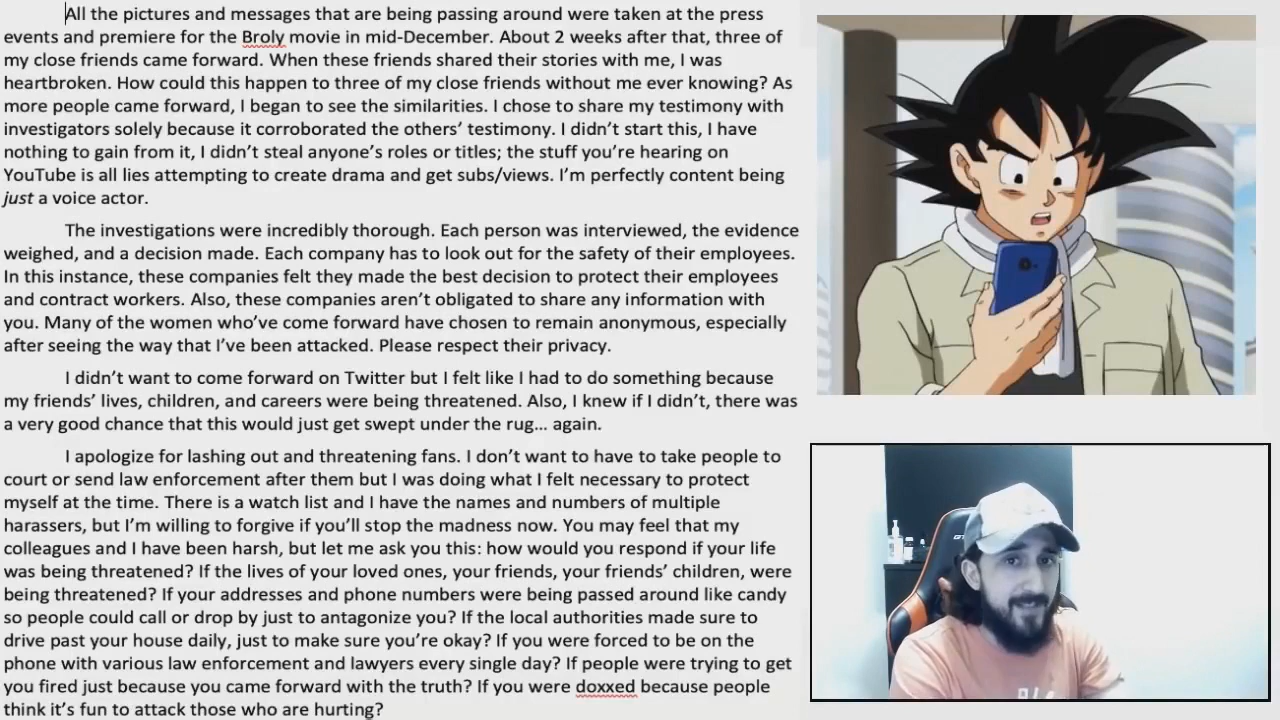 All the pictures and messages that are being passing around were taken at the press
events and premiere for the Broly movie in mid-December. About 2 weeks after that, three of
my close friends came forward. When these friends shared their stories with me, I was
heartbroken. How could this happen to three of my close friends without me ever knowing? As
more people came forward, I began to see the similarities. I chose to share my testimony with
investigators solely because it corroborated the others’ testimony. I didn’t start this, I have
nothing to gain from it, I didn’t steal anyone’s roles or titles; the stuff you’re hearing on
YouTube is all lies attempting to create drama and get subs/views. I’m perfectly content being
just a voice actor.
The investigations were incredibly thorough. Each person was interviewed, the evidence
weighed, and a decision made. Each company has to look out for the safety of their employees.
In this instance, these companies felt they made the best decision to protect their employees
and contract workers. Also, these companies aren’t obligated to share any information with
you. Many of the women who’ve come forward have chosen to remain anonymous, especially
after seeing the way that I’ve been attacked. Please respect their privacy.
I didn’t want to come forward on Twitter but I felt like I had to do something because
my friends’ lives, children, and careers were being threatened. Also, I knew if I didn’t, there was
a very good chance that this would just get swept under the rug… again.
I apologize for lashing out and threatening fans. I don’t want to have to take people to
court or send law enforcement after them but I was doing what I felt necessary to protect
myself at the time. There is a watch list and I have the names and numbers of multiple
harassers, but I’m willing to forgive if you’ll stop the madness now. You may feel that my
colleagues and I have been harsh, but let me ask you this: how would you respond if your life
was being threatened? If the lives of your loved ones, your friends, your friends’ children, were
being threatened? If your addresses and phone numbers were being passed around like candy
so people could call or drop by just to antagonize you? If the local authorities made sure to
drive past your house daily, just to make sure you’re okay? If you were forced to be on the
phone with various law enforcement and lawyers every single day? If people were trying to get
you fired just because you came forward with the truth? If you were doxxed because people
think it’s fun to attack those who are hurting?